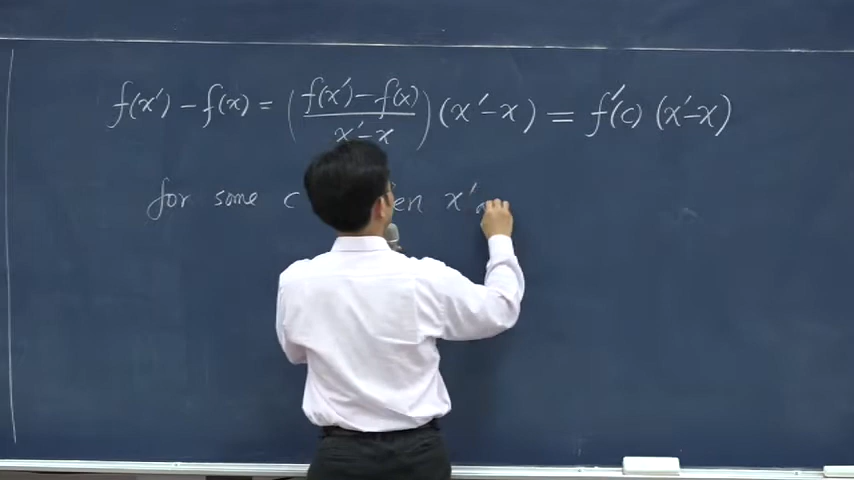 f(x')-f(x) = (f(x')-f(x) / x'-x)(x'-x) = f'(c) (x'-x)
for some c en x'